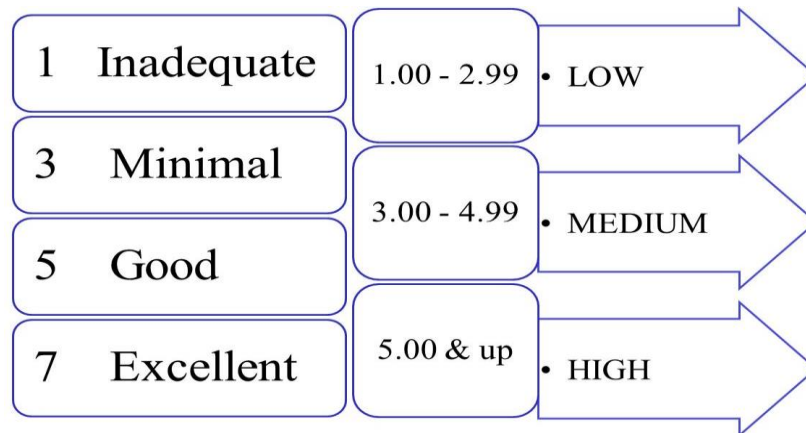 1 Inadequate
3 Minimal
5 Good
7 Excellent
1.00 - 2.99
3.00 - 4.99
5.00 & up
• LOW
• MEDIUM
• HIGH